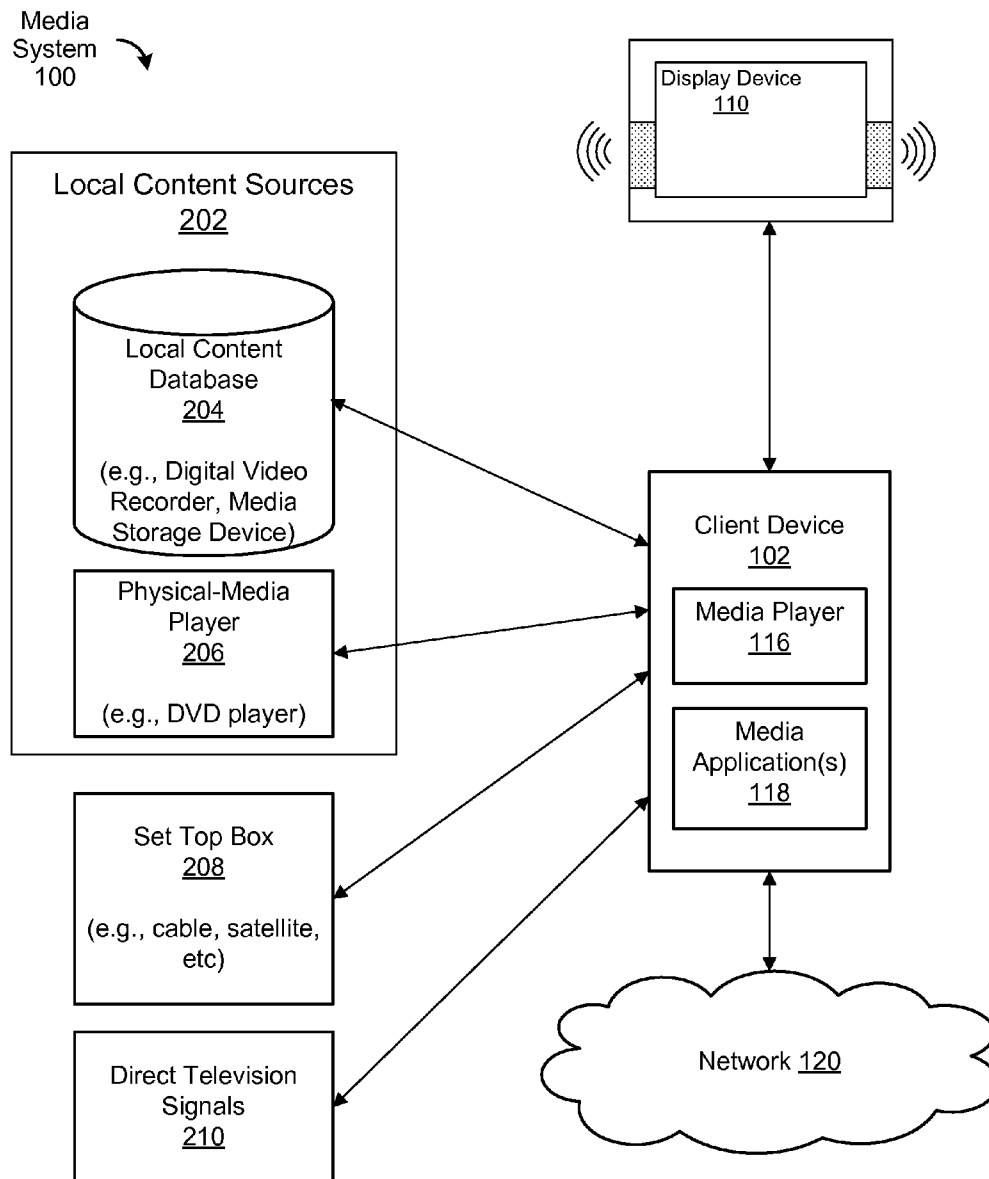 Media
System
100
Display Device
110
Local Content Sources
202
Local Content
Database
204
(e.g., Digital Video
Recorder, Media
Storage Device)
Physical-Media
Player
206
(e.g., DVD player)
Client Device
102
Media Player
116
Media
Application(s)
118
Set Top Box
208
(e.g., cable, satellite,
etc)
Direct Television
Signals
210
Network 120